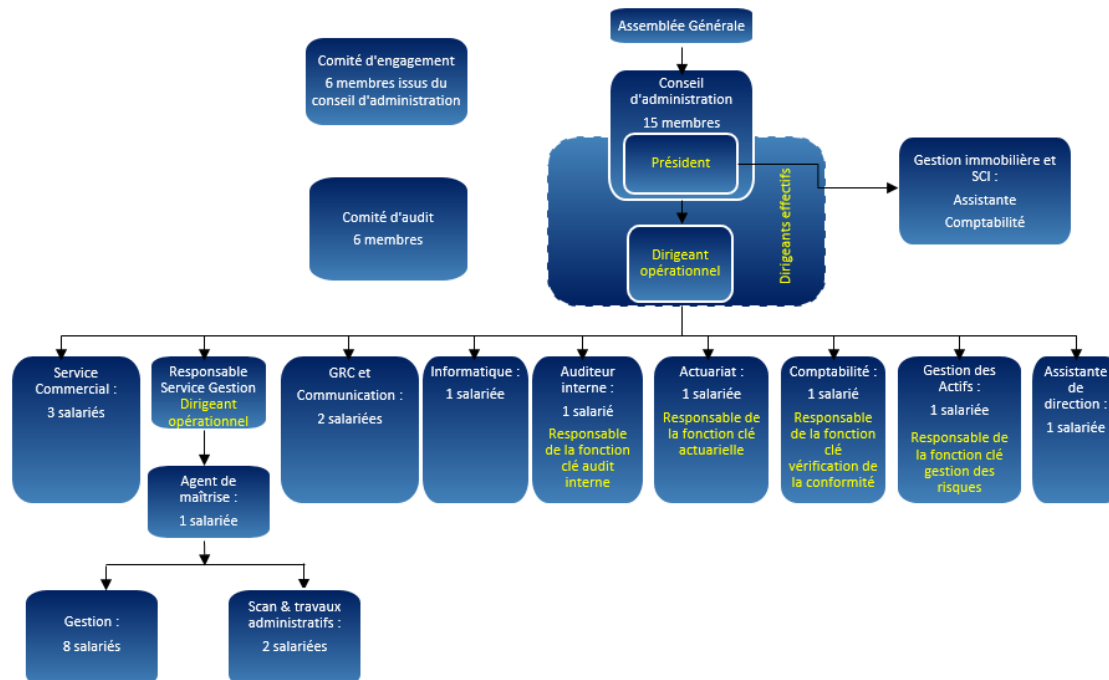 Assemblée Générale
Comité d'engagement
6 membres issus du
conseil d'administration
Conseil
d'administration
15 membres
Président
Gestion immobilière et
SCI :
Assistante
Comptabilité
Comité d'audit
6 membres
Dirigeant
opérationnel
Dirigeants effectifs
Service
Commercial :
3 salariés
Responsable
Service Gestion
Dirigeant
opérationnel
GRC et
Communication :
2 salariées
Informatique :
1 salariée
Auditeur
interne :
1 salarié
Responsable
de la fonction
clé audit
interne
Actuariat :
1 salariée
Responsable de
la fonction clé
actuarielle
Comptabilité :
1 salarié
Responsable
de la fonction
clé
vérification de
la conformité
Gestion des
Actifs :
1 salariée
Responsable de
la fonction clé
gestion des
risques
Assistante
de
direction :
1 salariée
Agent de
maîtrise :
1 salariée
Gestion :
8 salariés
Scan & travaux
administratifs :
2 salariées